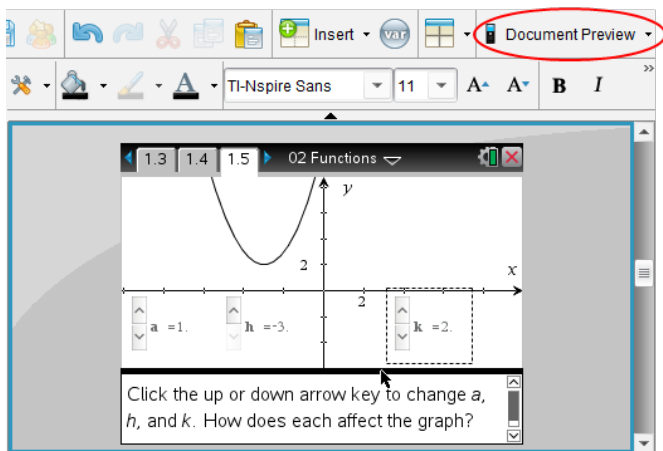 Insert var Document Preview
TI-Nspire Sans 11 A A B I
1.3 1.4 1.5 02 Functions
y
2
x
2
a =1. h =-3. k =2.
Click the up or down arrow key to change a,
h, and k. How does each affect the graph?